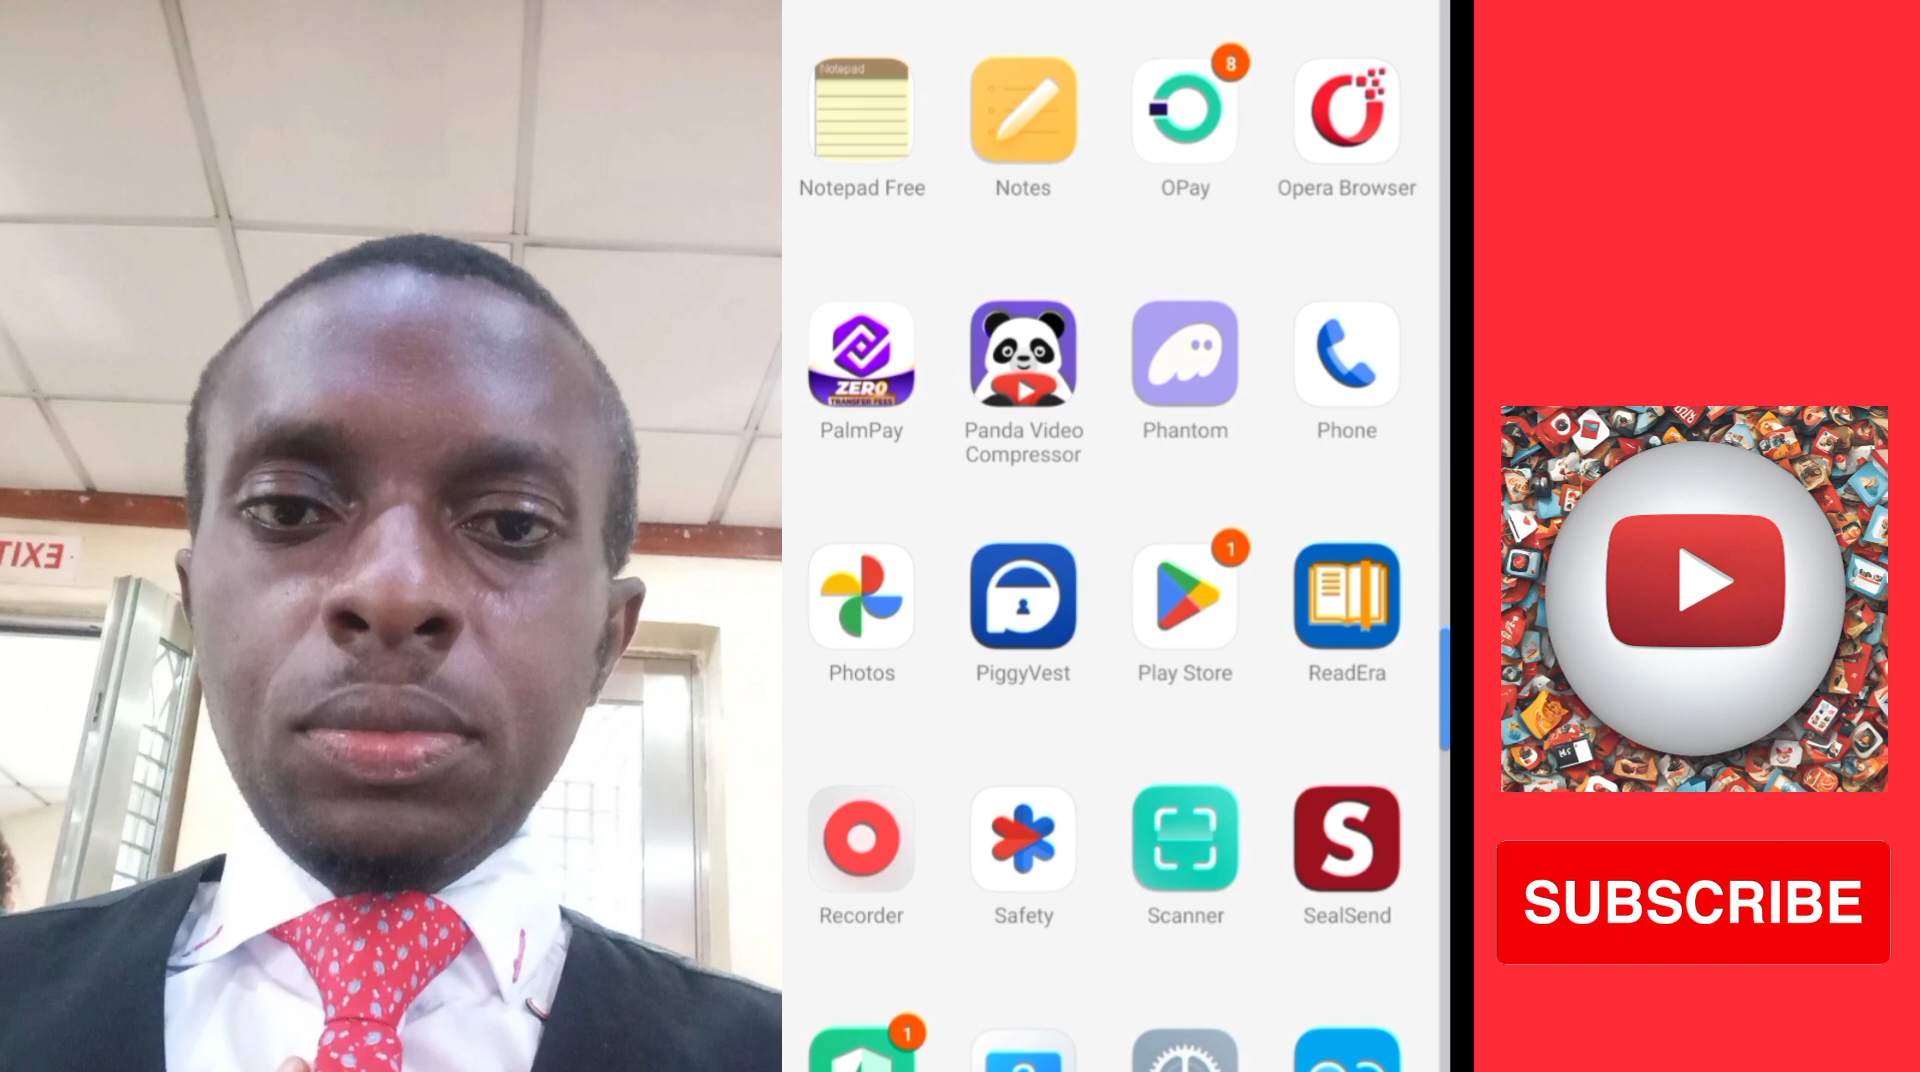 EXIT
Notepad
8
Notepad Free
Notes
OPay
Opera Browser
ZERO
TRANSFER FEES
PalmPay
Panda Video
Compressor
Phantom
Phone
1
Photos
PiggyVest
Play Store
ReadEra
S
Recorder
Safety
Scanner
SealSend
1
SUBSCRIBE